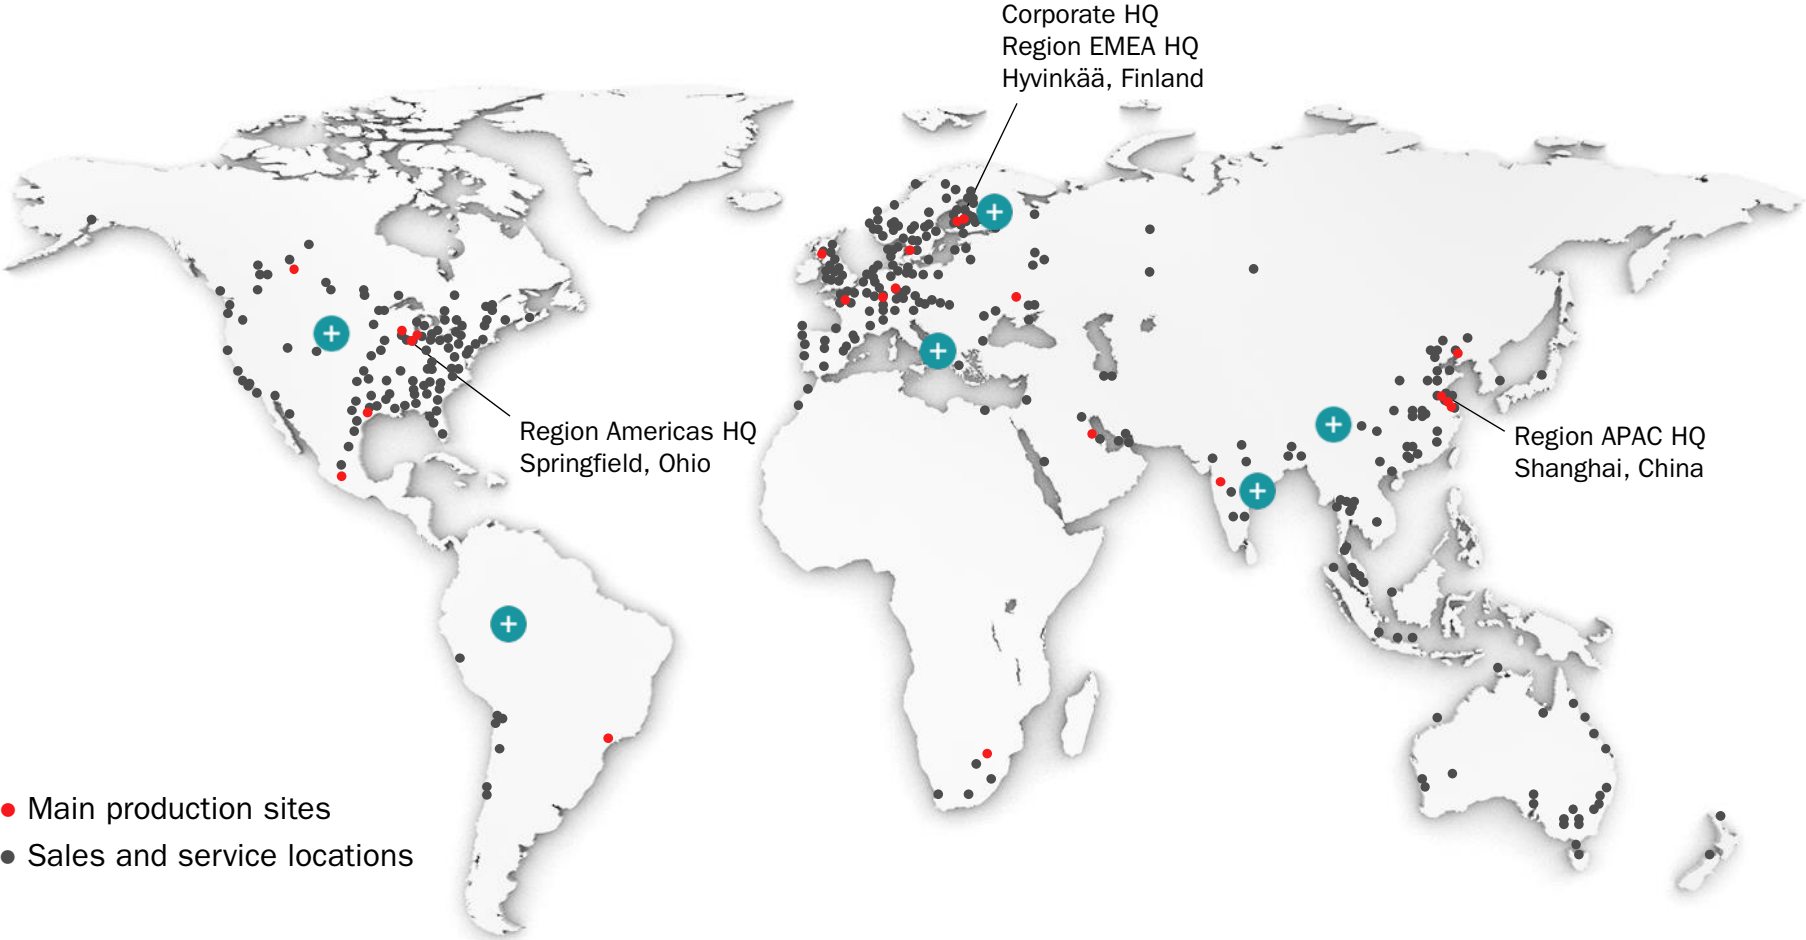 Corporate HQ
Region EMEA HQ
Hyvinkää, Finland
Region Americas HQ
Springfield, Ohio
Region APAC HQ
Shanghai, China
Main production sites
Sales and service locations